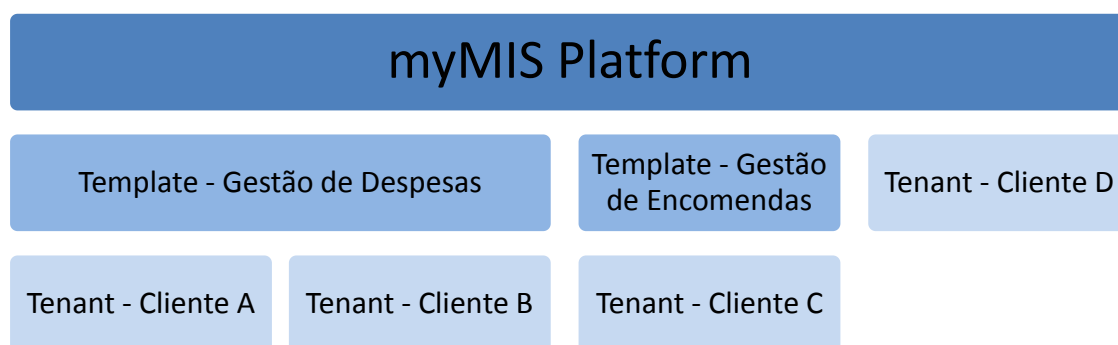 myMIS Platform
Template - Gestão de Despesas
Template - Gestão
de Encomendas
Tenant - Cliente D
Tenant - Cliente A
Tenant - Cliente B
Tenant - Cliente C